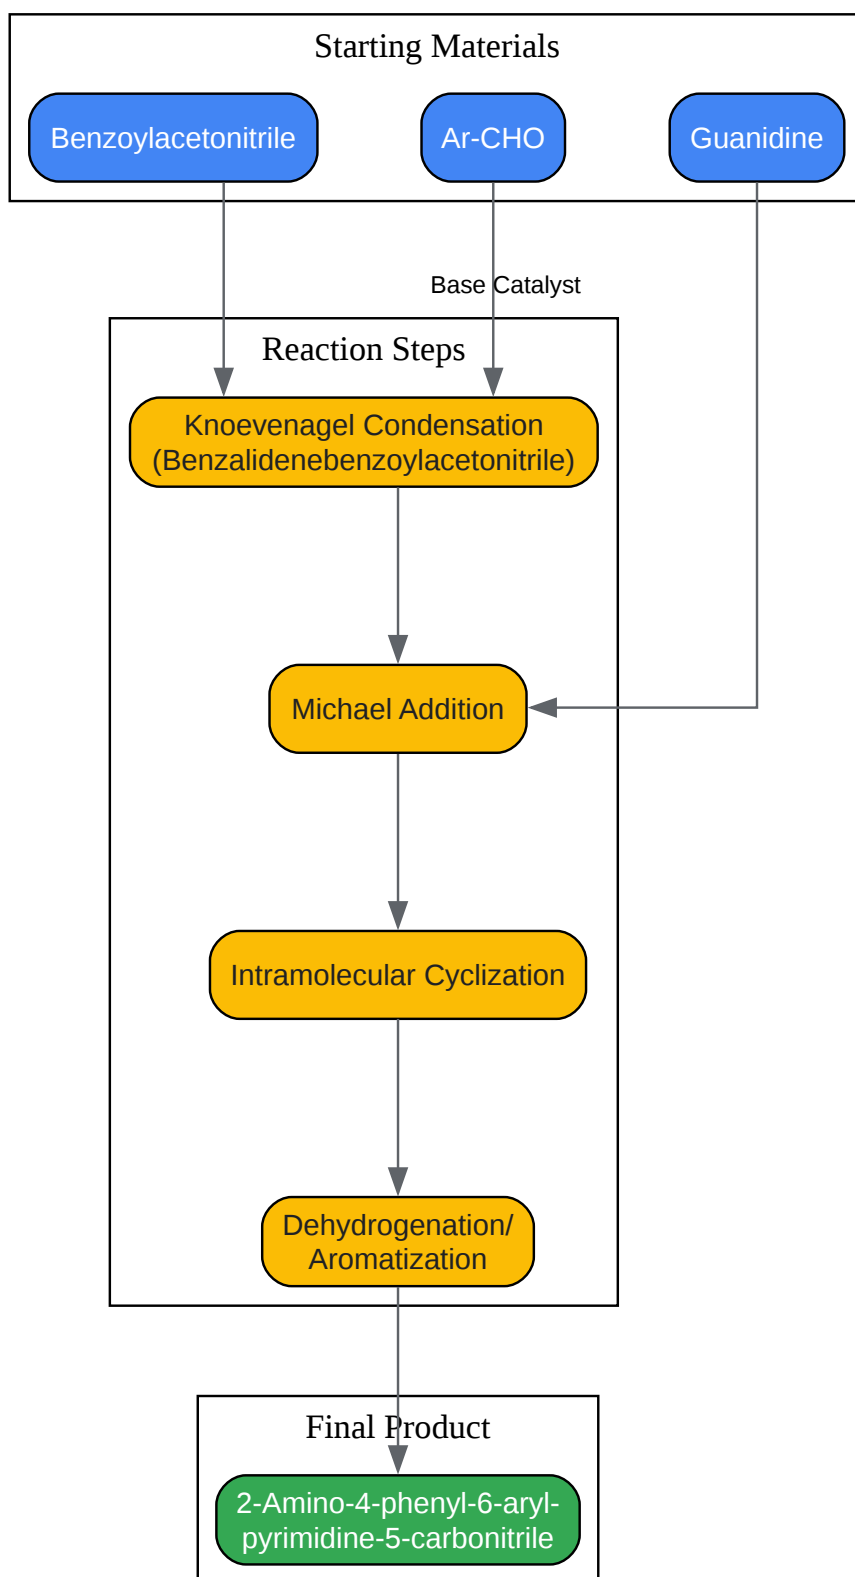 Starting Materials
Benzoylacetonitrile
Ar-CHO
Guanidine
Base Catalyst
Reaction Steps
Knoevenagel Condensation
(Benzalidenebenzoylacetonitrile)
Michael Addition
Intramolecular Cyclization
Dehydrogenation/
Aromatization
Final Product
2-Amino-4-phenyl-6-aryl-
pyrimidine-5-carbonitrile